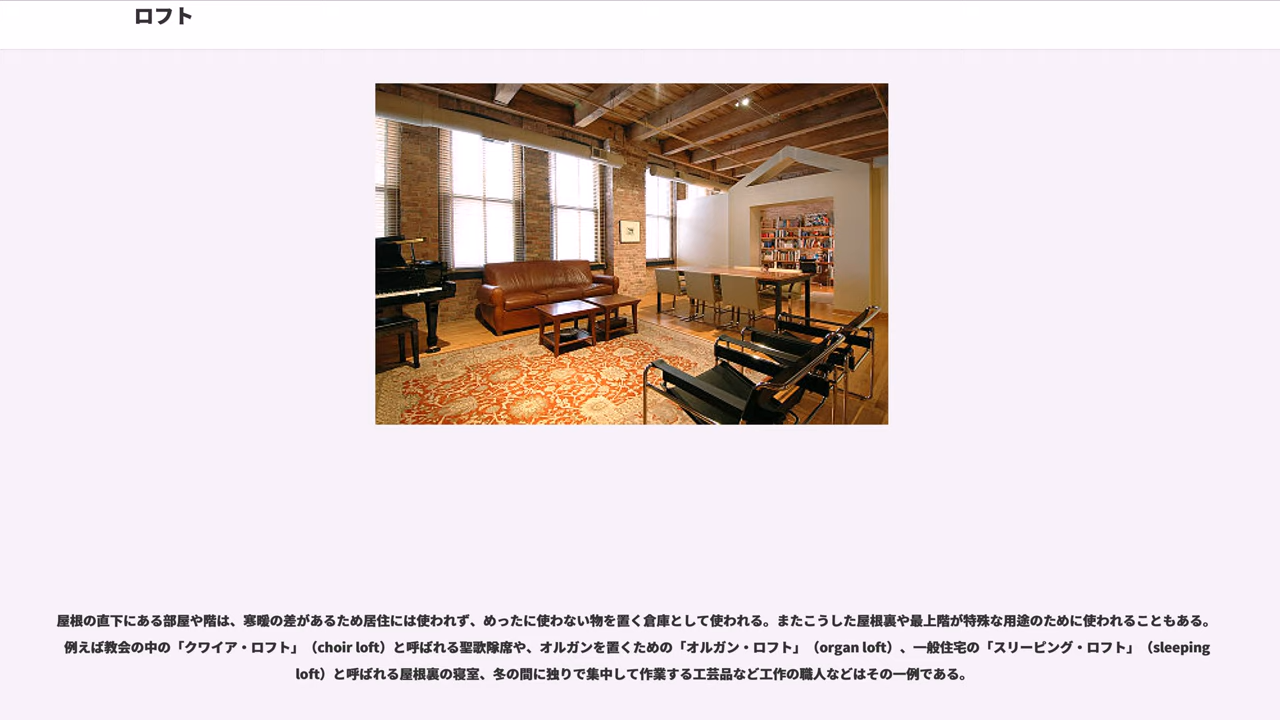 ロフト
屋根の直下にある部屋や階は、寒暖の差があるため居住には使われず、めったに使わない物を置く倉庫として使われる。またこうした屋根裏や最上階が特殊な用途のために使われることもある。
例えば教会の中の「クワイア・ロフト」（choir loft）と呼ばれる聖歌隊席や、オルガンを置くための「オルガン・ロフト」（organ loft）、一般住宅の「スリーピング・ロフト」（sleeping
loft）と呼ばれる屋根裏の寝室、冬の間に独りで集中して作業する工芸品など工作の職人などはその一例である。